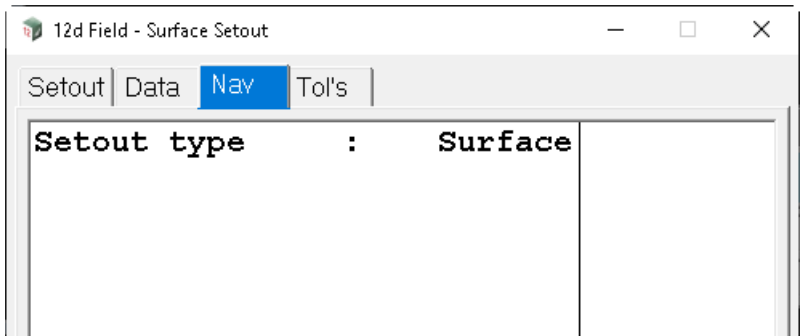 12d Field - Surface Setout
Setout Data Nav Tol's
Setout type : Surface